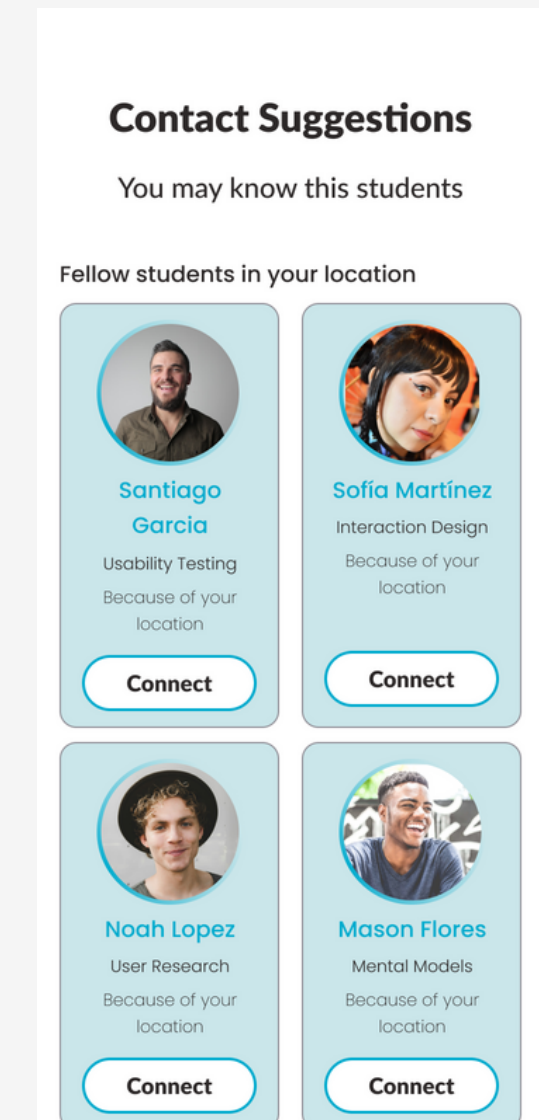 Contact Suggestions
You may know this students
Fellow students in your location
Santiago
Garcia
Usability Testing
Because of your
location
Connect
Sofía Martínez
Interaction Design
Because of your
location
Connect
Noah Lopez
User Research
Because of your
location
Connect
Mason Flores
Mental Models
Because of your
location
Connect